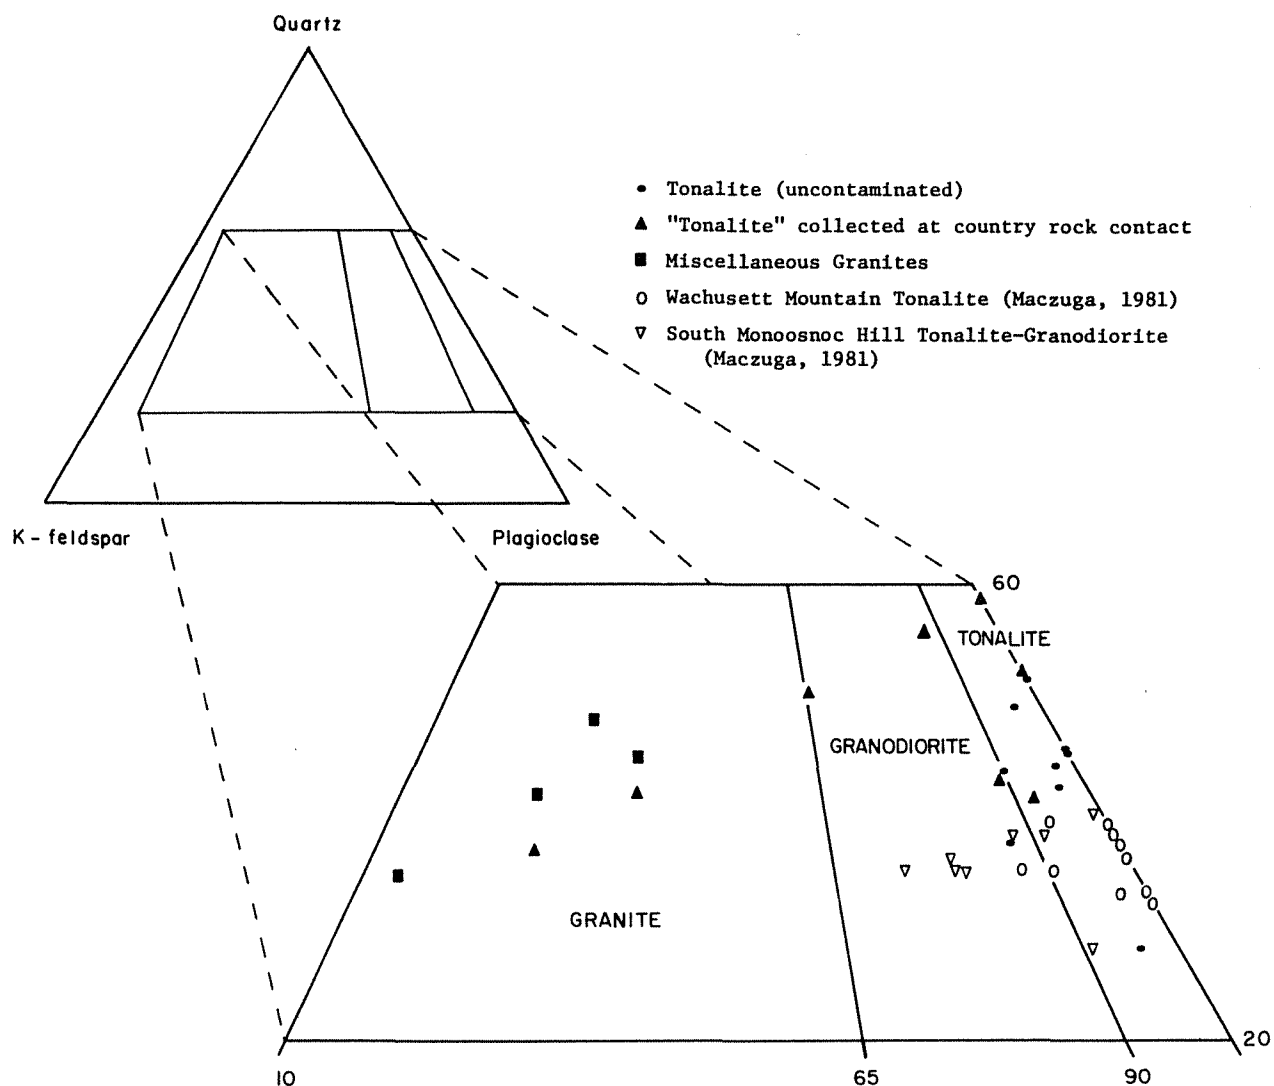 Quartz
Tonalite (uncontaminated)
"Tonalite" collected at country rock contact
Miscellaneous Granites
Wachusett Mountain Tonalite (Maczuga, 1981)
South Monoosnoc Hill Tonalite-Granodiorite
(Maczuga, 1981)
K - feldspar
Plagioclase
60
TONALITE
GRANODIORITE
GRANITE
20
10
65
90